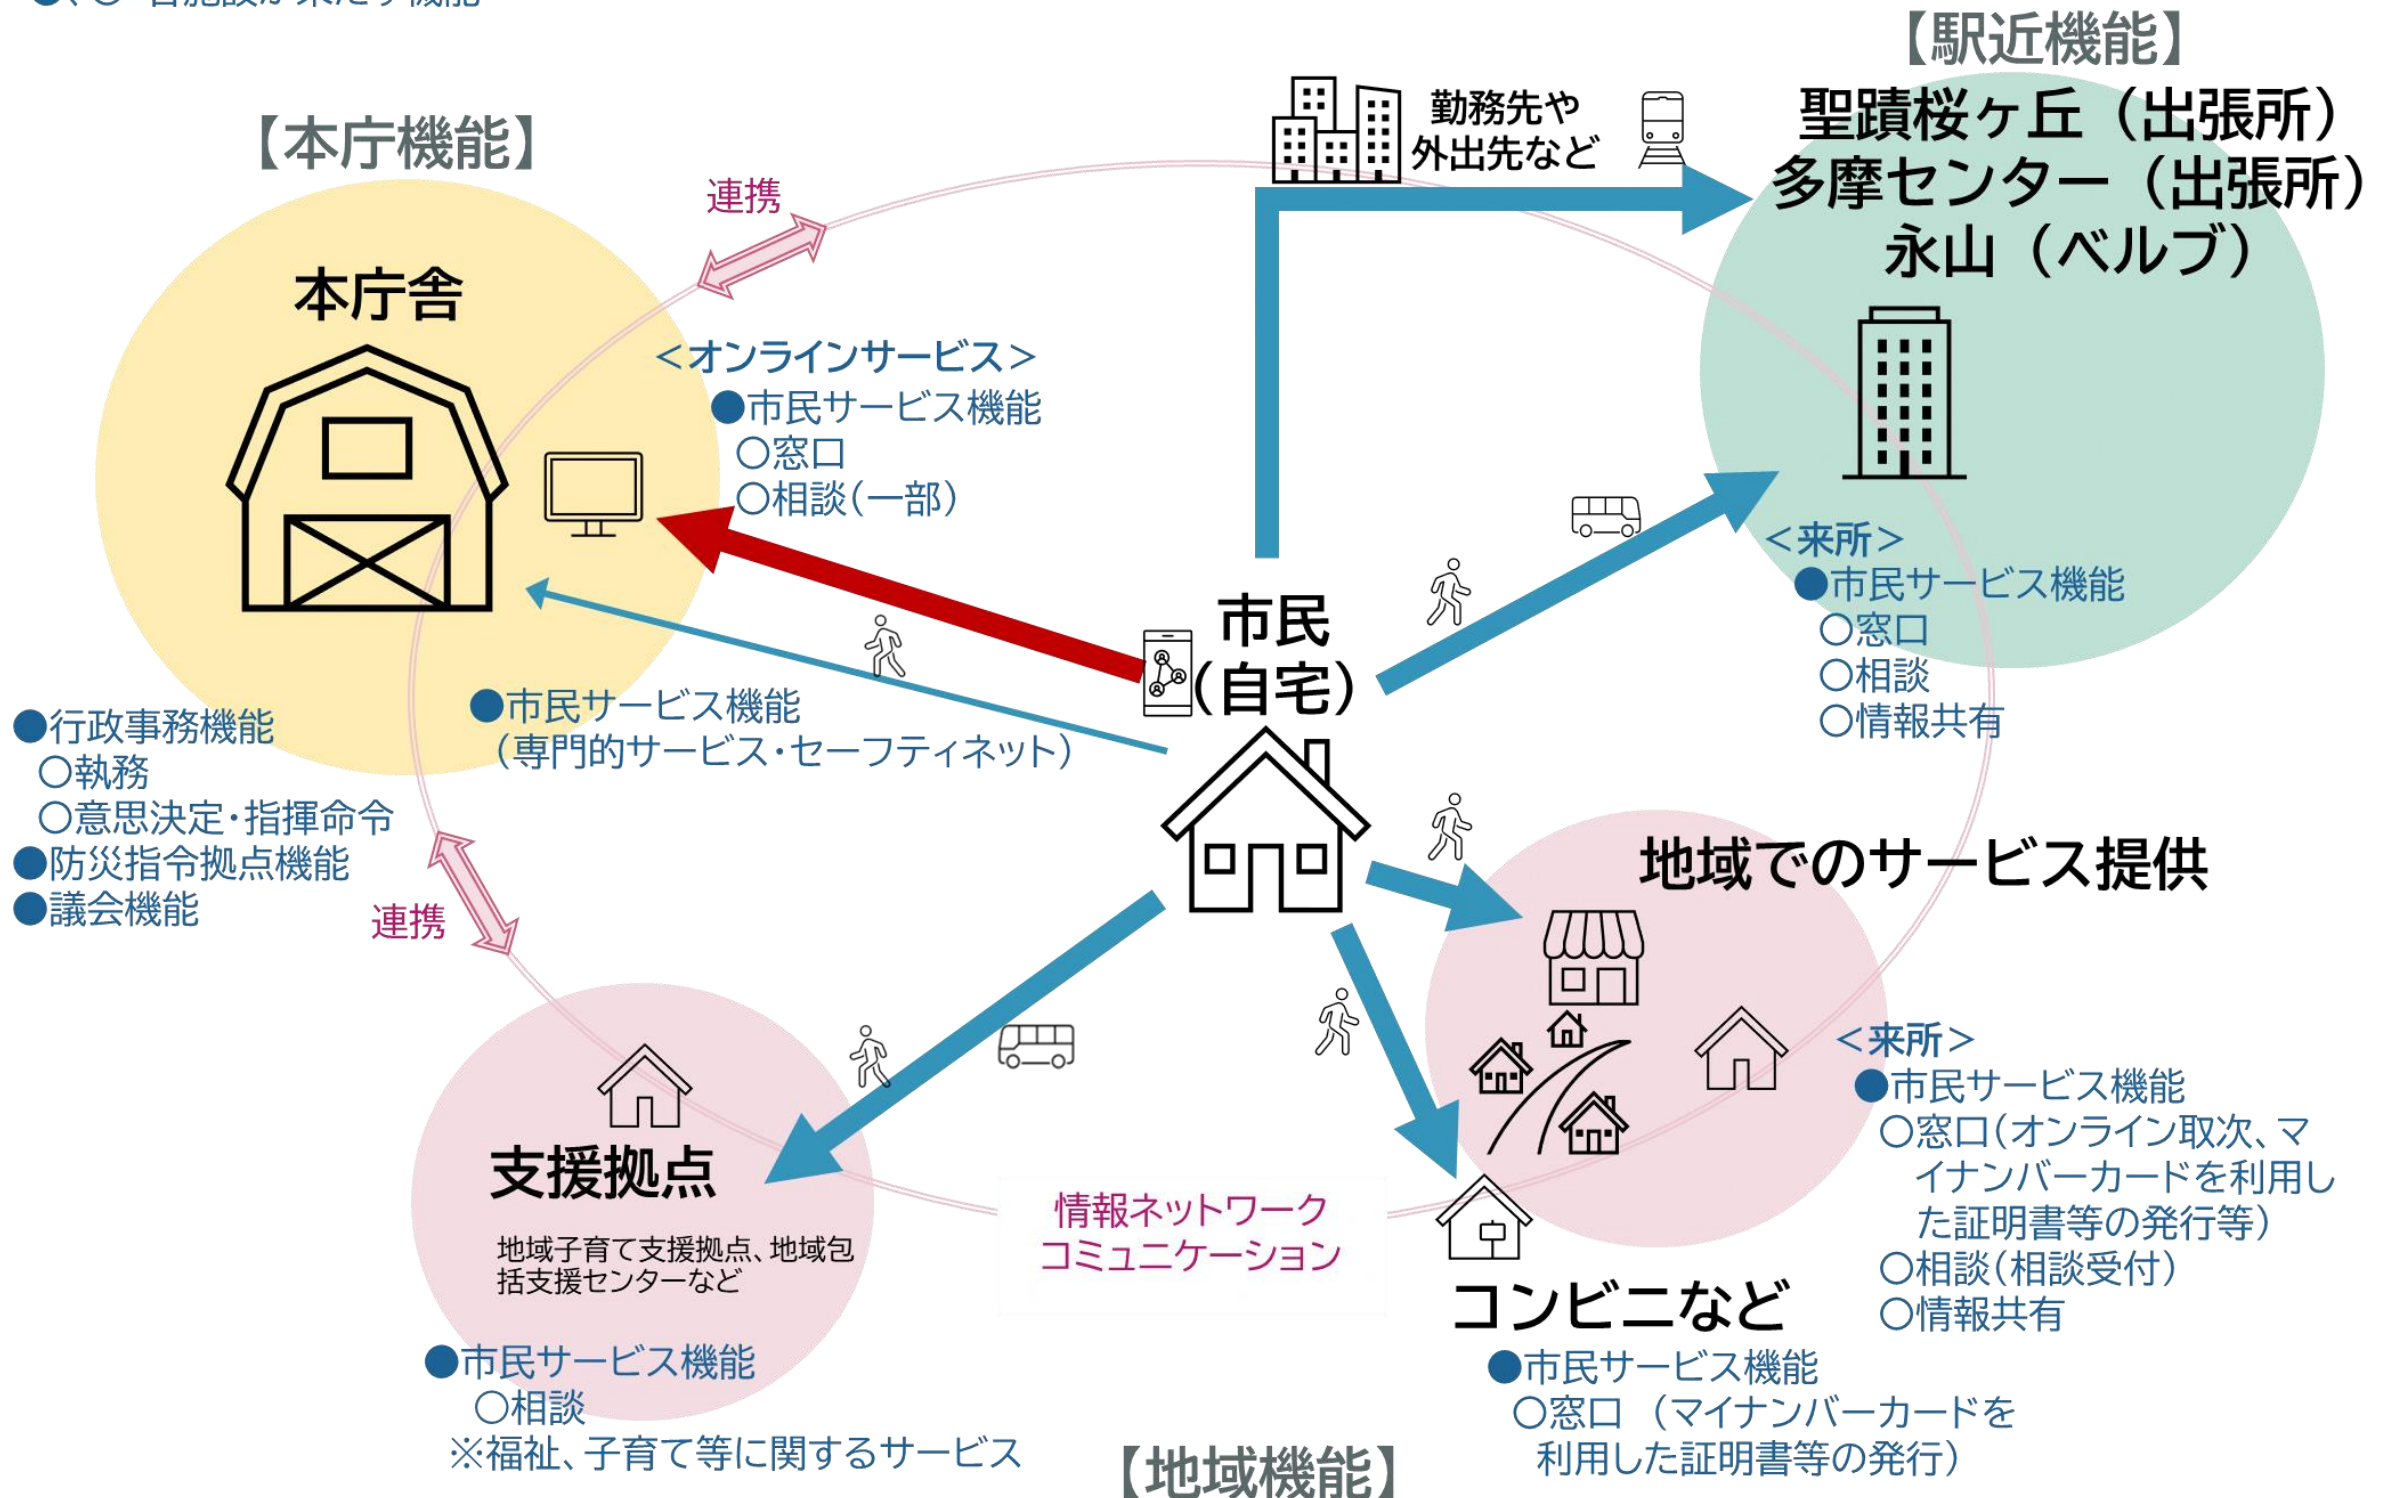 【駅近機能】
聖蹟桜ヶ丘（出張所）
多摩センター（出張所）
永山（ベルブ）
勤務先や
外出先など
【本庁機能】
連携
本庁舎
＜オンラインサービス＞
●市民サービス機能
○窓口
○相談（一部）
＜来所＞
●市民サービス機能
○窓口
○相談
○情報共有
市民
（自宅）
●市民サービス機能
（専門的サービス・セーフティネット）
●行政事務機能
○執務
○意思決定・指揮命令
●防災指令拠点機能
●議会機能
連携
地域でのサービス提供
＜来所＞
●市民サービス機能
○窓口（オンライン取次、マ
イナンバーカードを利用し
た証明書等の発行等）
○相談（相談受付）
○情報共有
支援拠点
地域子育て支援拠点、地域包
括支援センターなど
●市民サービス機能
○相談
※福祉、子育て等に関するサービス
情報ネットワーク
コミュニケーション
コンビニなど
●市民サービス機能
○窓口（マイナンバーカードを
利用した証明書等の発行）
【地域機能】